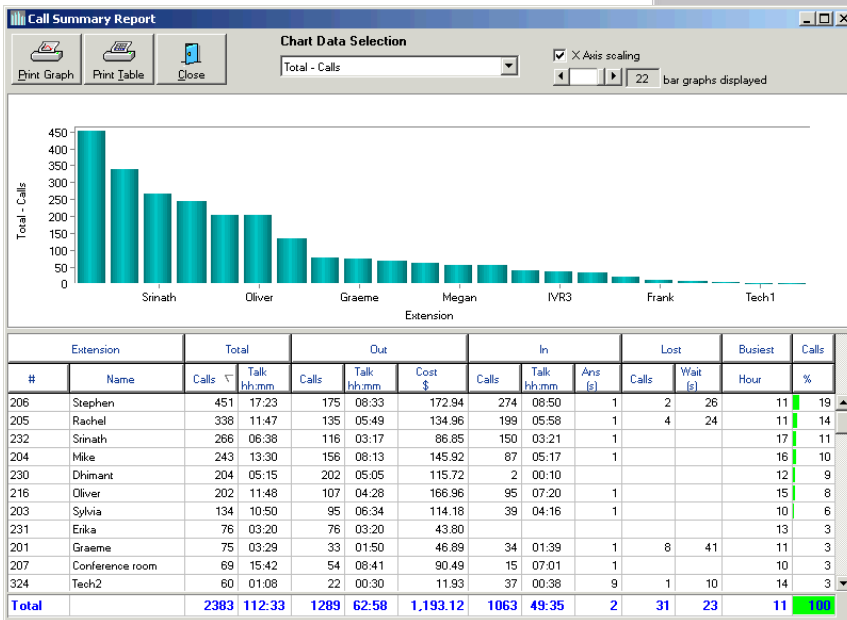 Call Summary Report
Print Graph Print Table Close
Chart Data Selection
Total - Calls
X Axis scaling
22 bar graphs displayed
Total - Calls
450
400
350
300
250
200
150
100
50
0
Srinath Oliver Graeme Megan IVR3 Frank Tech1
Extension
Extension Total Out In Lost Busiest Calls
# Name Calls Talk hh:mm Calls Talk hh:mm Cost $ Calls Talk hh:mm Ans (s) Calls Wait (s) Hour %
206 Stephen 451 17:23 175 08:33 172.94 274 08:50 1 2 26 11 19
205 Rachel 338 11:47 135 05:49 134.96 199 05:58 1 4 24 11 14
232 Srinath 266 06:38 116 03:17 86.85 150 03:21 1 17 11
204 Mike 243 13:30 156 08:13 145.92 87 05:17 1 16 10
230 Dhimant 204 05:15 202 05:05 115.72 2 00:10 12 9
216 Oliver 202 11:48 107 04:28 166.96 95 07:20 1 15 8
203 Sylvia 134 10:50 95 06:34 114.18 39 04:16 1 10 6
231 Erika 76 03:20 76 03:20 43.80 13 3
201 Graeme 75 03:29 33 01:50 46.89 34 01:39 1 8 41 11 3
207 Conference room 69 15:42 54 08:41 90.49 15 07:01 1 10 3
324 Tech2 60 01:08 22 00:30 11.93 37 00:38 9 1 10 14 3
Total 2383 112:33 1289 62:58 1,193.12 1063 49:35 2 31 23 11 100